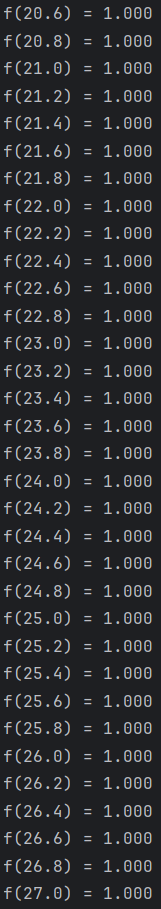 f(20.6) = 1.000
f(20.8) = 1.000
f(21.0) = 1.000
f(21.2) = 1.000
f(21.4) = 1.000
f(21.6) = 1.000
f(21.8) = 1.000
f(22.0) = 1.000
f(22.2) = 1.000
f(22.4) = 1.000
f(22.6) = 1.000
f(22.8) = 1.000
f(23.0) = 1.000
f(23.2) = 1.000
f(23.4) = 1.000
f(23.6) = 1.000
f(23.8) = 1.000
f(24.0) = 1.000
f(24.2) = 1.000
f(24.4) = 1.000
f(24.6) = 1.000
f(24.8) = 1.000
f(25.0) = 1.000
f(25.2) = 1.000
f(25.4) = 1.000
f(25.6) = 1.000
f(25.8) = 1.000
f(26.0) = 1.000
f(26.2) = 1.000
f(26.4) = 1.000
f(26.6) = 1.000
f(26.8) = 1.000
f(27.0) = 1.000